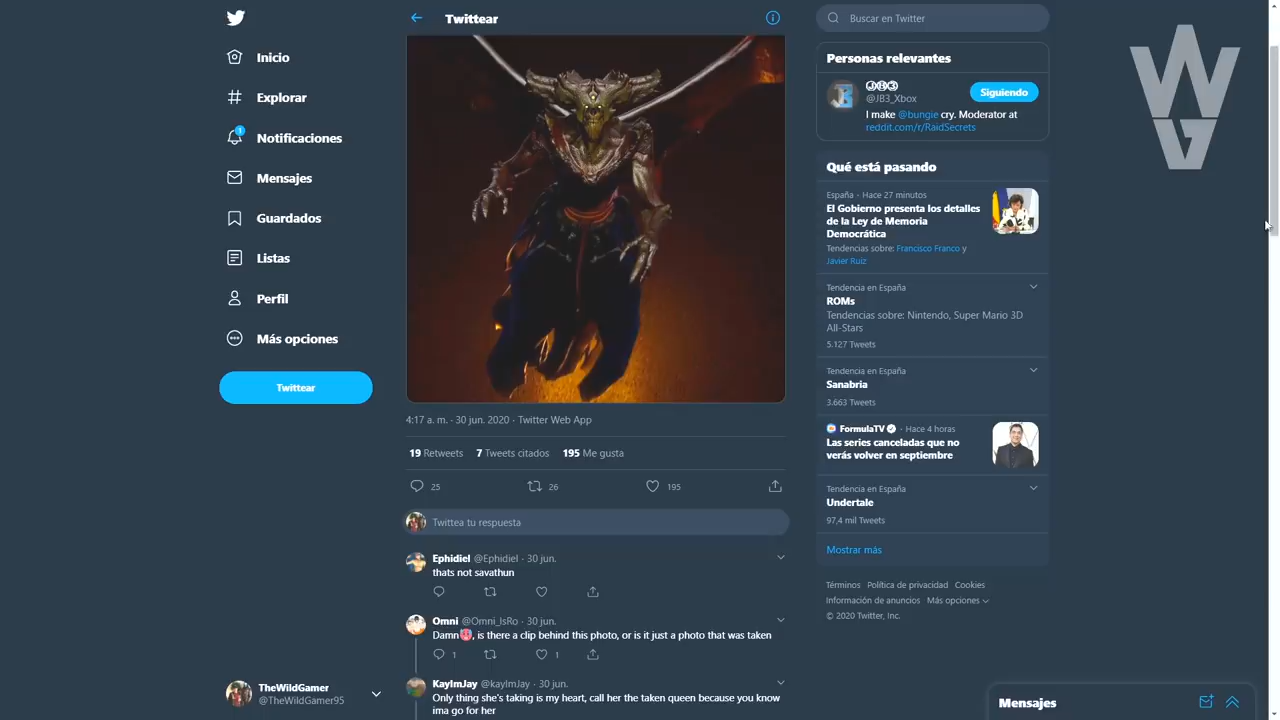 Inicio
Explorar
1
Notificaciones
Mensajes
Guardados
Listas
Perfil
Más opciones
Twittear
TheWildGamer
@TheWildGamer95
Twittear
4:17 a. m. · 30 jun. 2020 · Twitter Web App
19 Retweets 7 Tweets citados 195 Me gusta
25 26 195
Twittea tu respuesta
Ephidiel @Ephidiel · 30 jun.
thats not savathun
Omni @Omni_IsRo · 30 jun.
Damn, is there a clip behind this photo, or is it just a photo that was taken
1 1
KayImJay @kayImJay · 30 jun.
Only thing she's taking is my heart, call her the taken queen because you know
ima go for her
Buscar en Twitter
Personas relevantes
JB3
@JB3_Xbox
Siguiendo
I make @bungie cry. Moderator at
reddit.com/r/RaidSecrets
Qué está pasando
España · Hace 27 minutos
El Gobierno presenta los detalles
de la Ley de Memoria
Democrática
Tendencias sobre: Francisco Franco y
Javier Ruiz
Tendencia en España
ROMs
Tendencias sobre: Nintendo, Super Mario 3D
All-Stars
5.127 Tweets
Tendencia en España
Sanabria
3.663 Tweets
FormulaTV · Hace 4 horas
Las series canceladas que no
verás volver en septiembre
Tendencia en España
Undertale
97,4 mil Tweets
Mostrar más
Términos Política de privacidad Cookies
Información de anuncios Más opciones
© 2020 Twitter, Inc.
Mensajes
WG